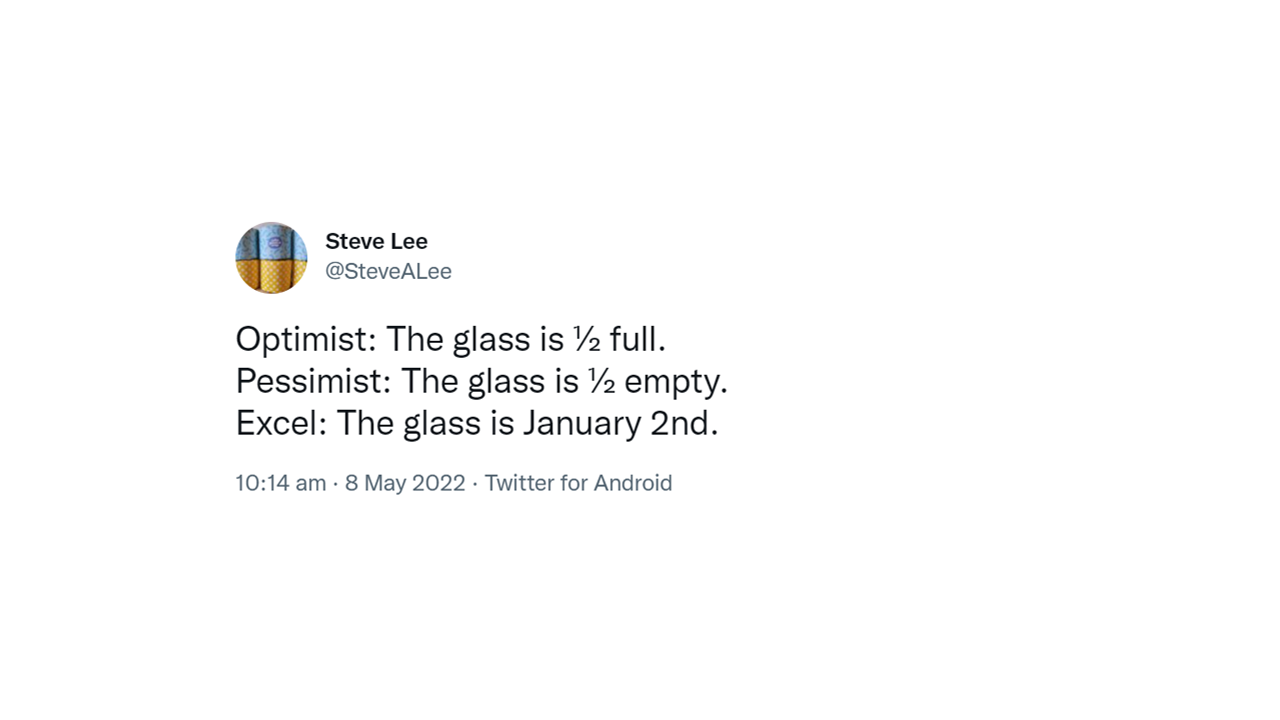 Steve Lee
@SteveALee
Optimist: The glass is ½ full.
Pessimist: The glass is ½ empty.
Excel: The glass is January 2nd.
10:14 am · 8 May 2022 · Twitter for Android